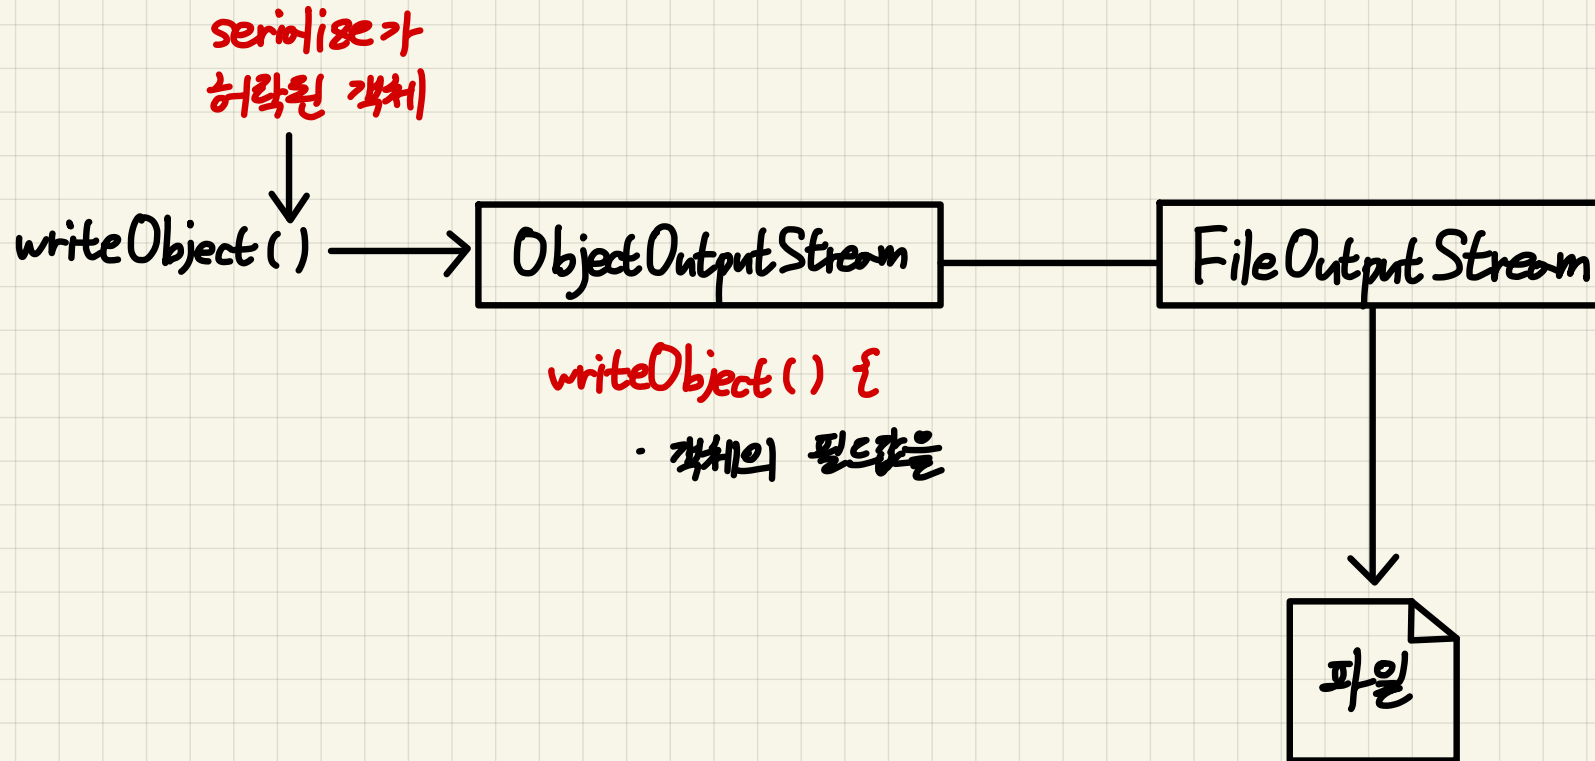 serialise가
허락된 객체
writeObject()
ObjectOutputStream
FileOutputStream
writeObject() {
· 객체의 필드값을
파일